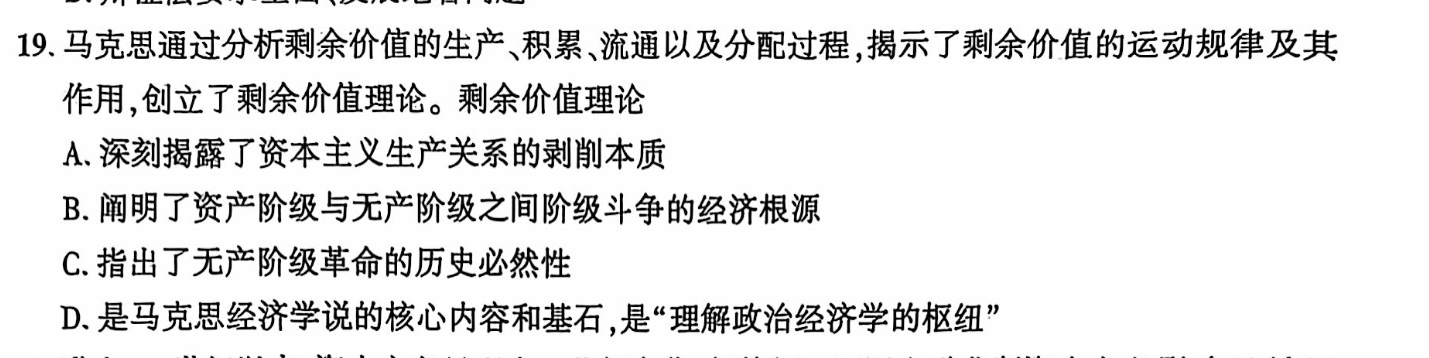 19. 马克思通过分析剩余价值的生产、积累、流通以及分配过程,揭示了剩余价值的运动规律及其
作用,创立了剩余价值理论。剩余价值理论
A. 深刻揭露了资本主义生产关系的剥削本质
B. 阐明了资产阶级与无产阶级之间阶级斗争的经济根源
C. 指出了无产阶级革命的历史必然性
D. 是马克思经济学说的核心内容和基石,是“理解政治经济学的枢纽”